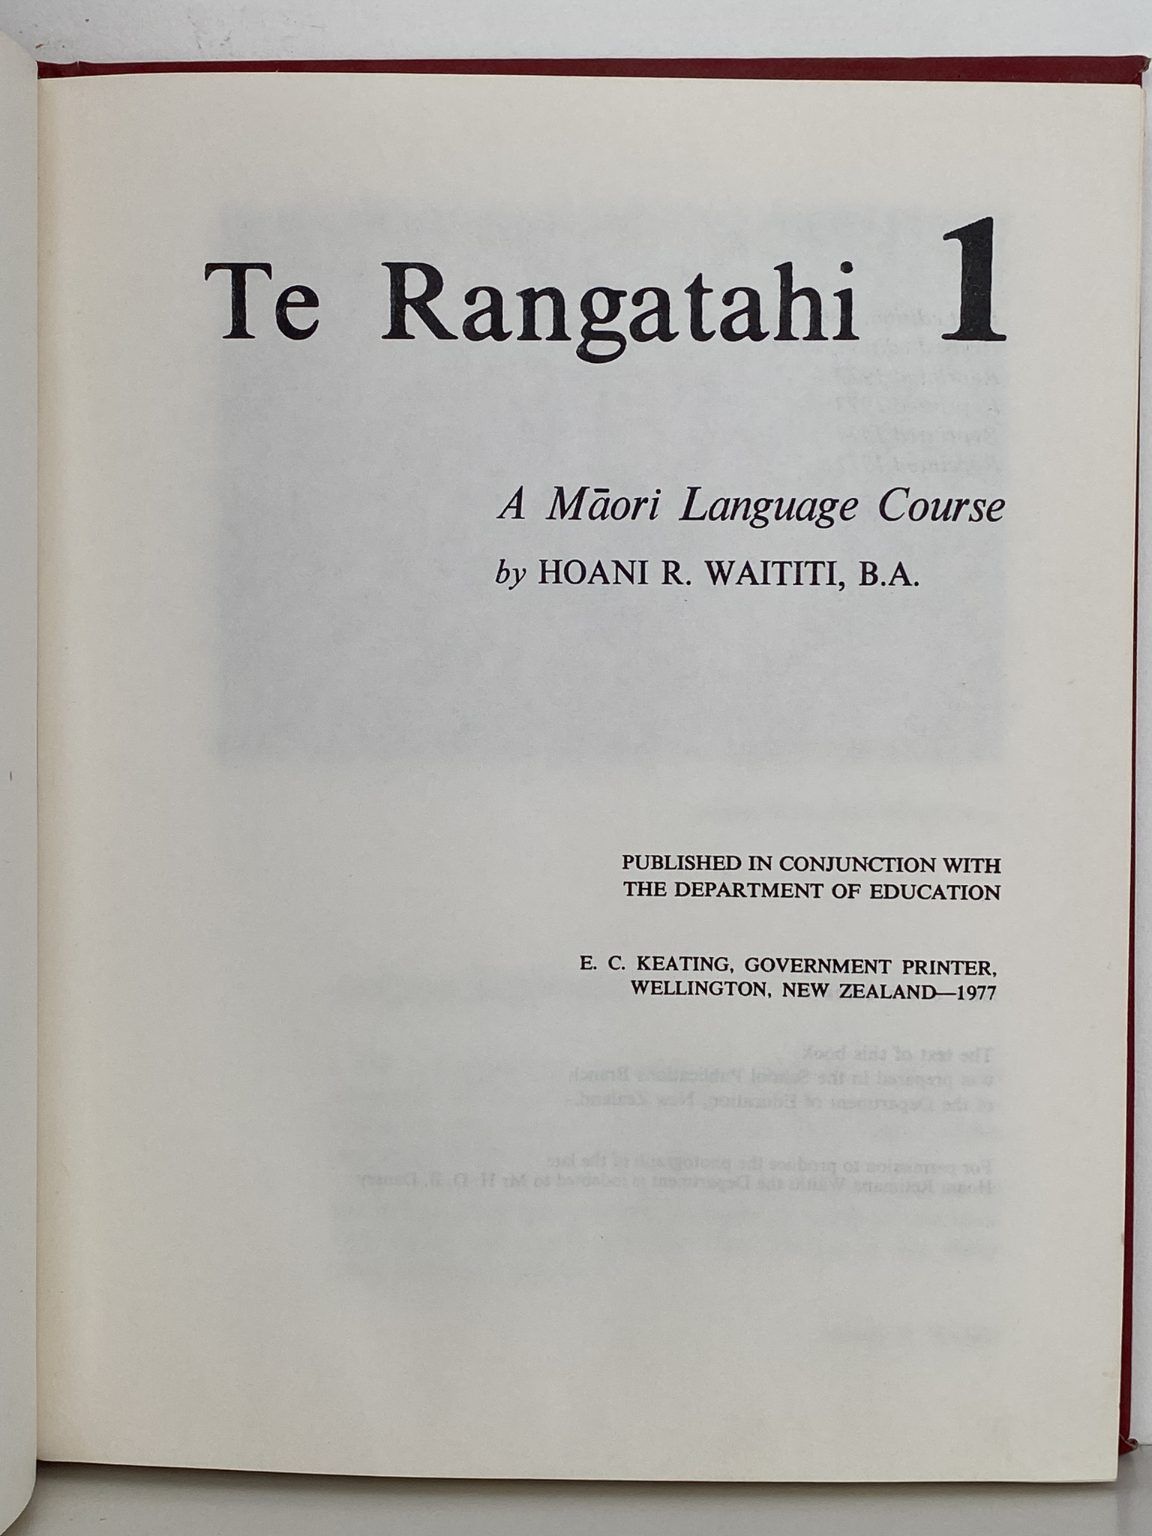 Te Rangatahi 1
A Māori Language Course
by HOANI R. WAITITI, B.A.
PUBLISHED IN CONJUNCTION WITH
THE DEPARTMENT OF EDUCATION
E. C. KEATING, GOVERNMENT PRINTER,
WELLINGTON, NEW ZEALAND—1977